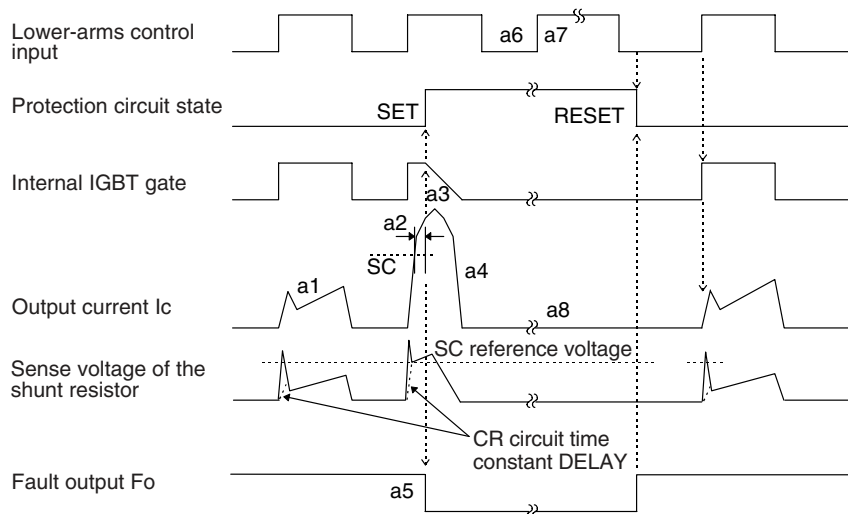 Lower-arms control
input
a6
a7
Protection circuit state
SET
RESET
Internal IGBT gate
a3
a2
SC
a4
a1
Output current Ic
a8
SC reference voltage
Sense voltage of the
shunt resistor
CR circuit time
constant DELAY
Fault output Fo
a5